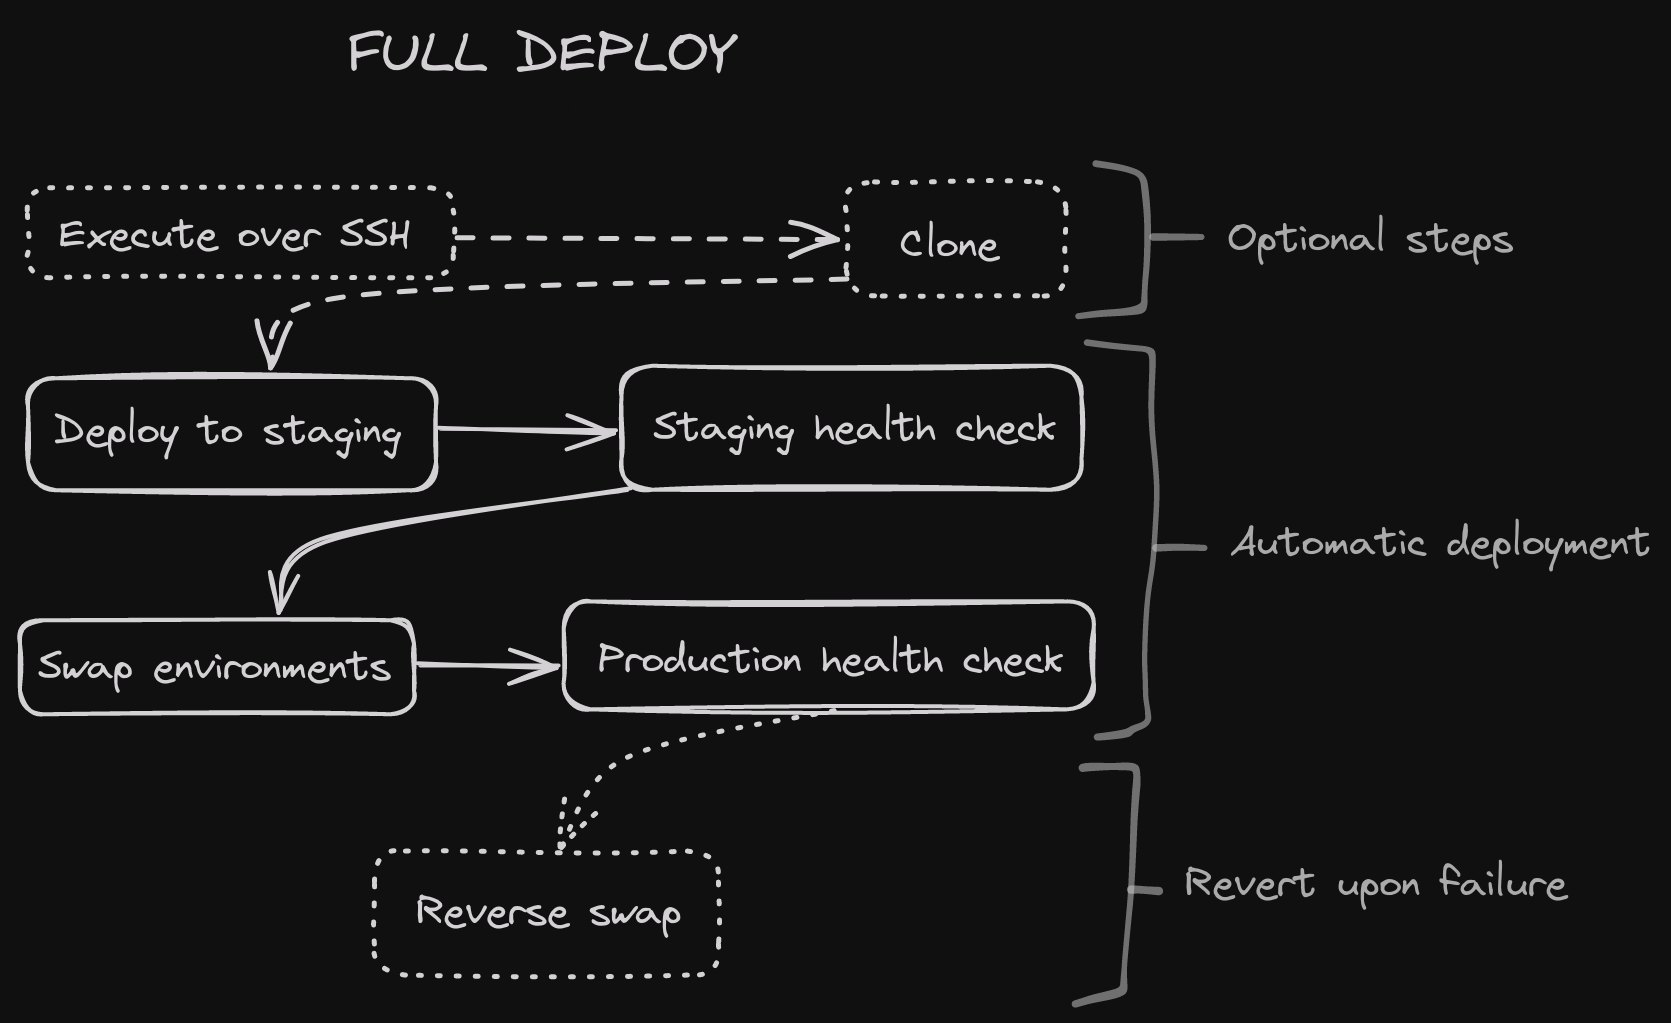 FULL DEPLOY
Execute over SSH
Clone
Optional steps
Deploy to staging
Staging health check
Automatic deployment
Swap environments
Production health check
Reverse swap
Revert upon failure